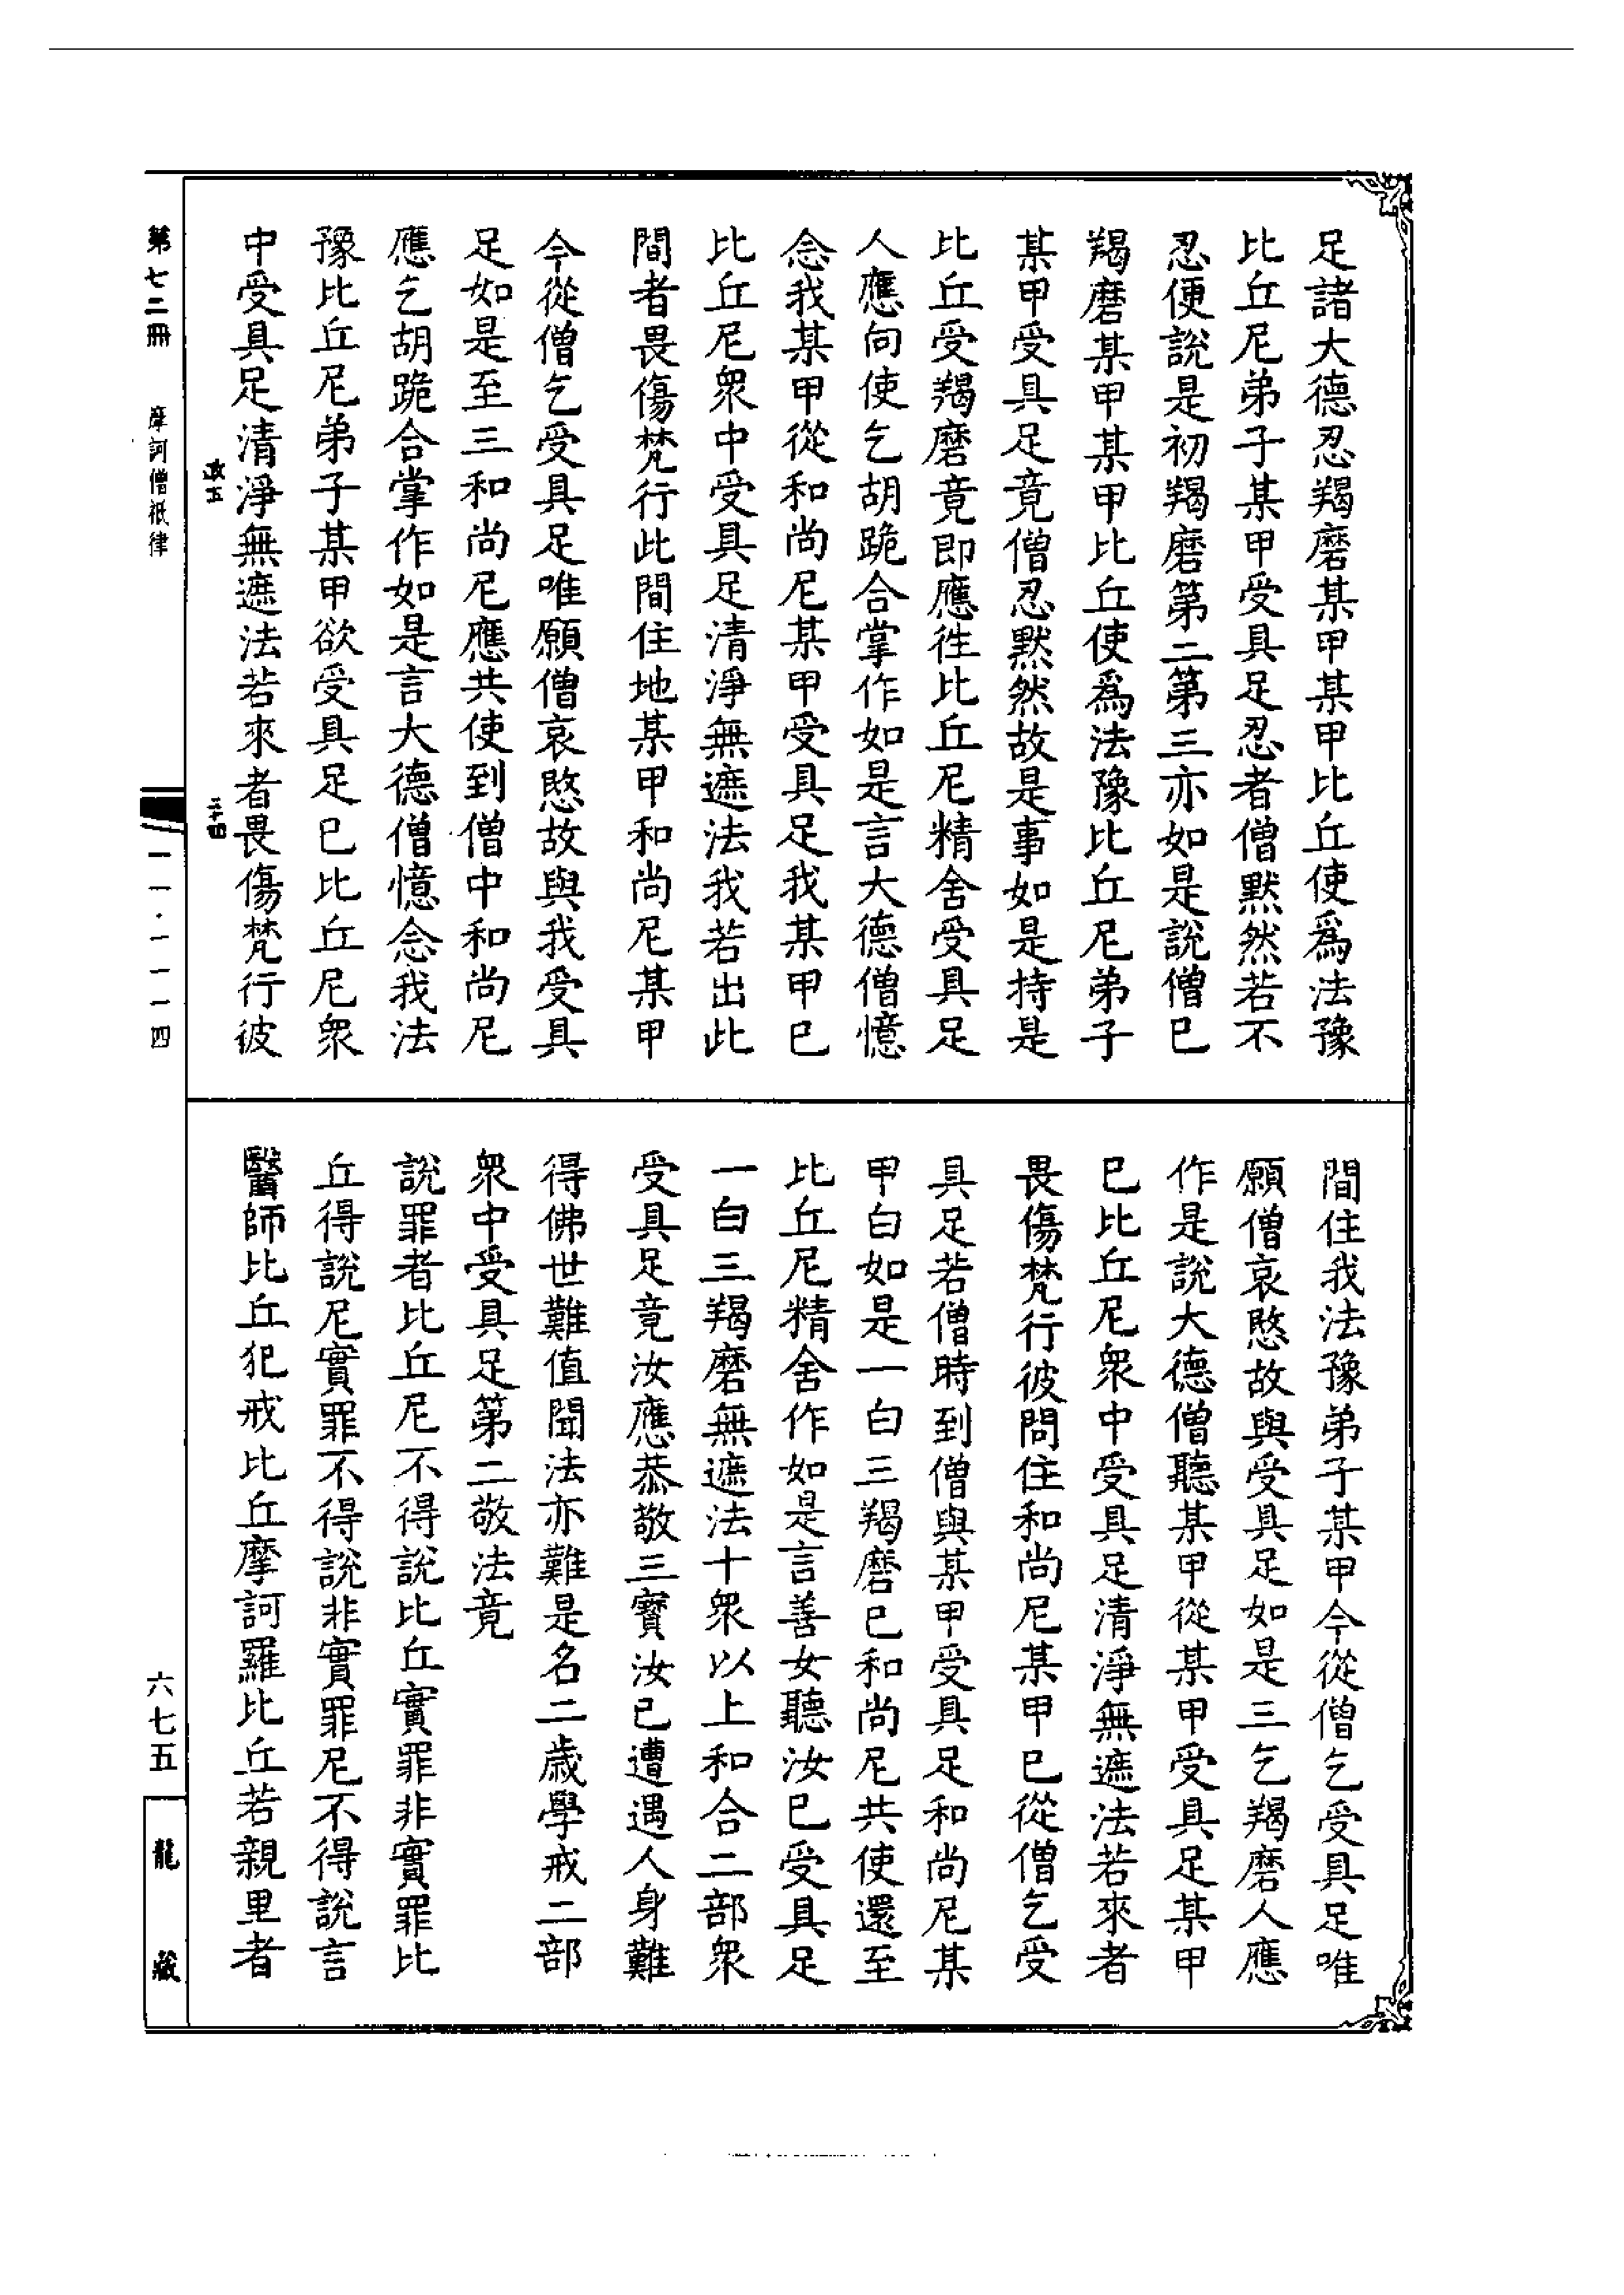 足諸大德忍羯磨某甲某甲比丘使爲法豫
比丘尼弟子某甲受具足忍者僧默然若不
忍便說是初羯磨第二第三亦如是說僧已
羯磨某甲某甲比丘使爲法豫比丘尼弟子
某甲受具足竟僧忍默然故是事如是持是
比丘受羯磨竟即應徃比丘尼精舍受具足
人應向使乞胡跪合掌作如是言大德僧憶
念我某甲從和尚尼某甲受具足我某甲已
比丘尼衆中受具足清淨無遮法我若出此
間者畏傷梵行此間住地某甲和尚尼某甲
今從僧乞受具足唯願僧哀愍故與我受具
足如是至三和尚尼應共使到僧中和尚尼
應乞胡跪合掌作如是言大德僧憶念我法
豫比丘尼弟子某甲欲受具足已比丘尼衆
中受具足清淨無遮法若來者畏傷梵行彼
間住我法豫弟子某甲今從僧乞受具足唯
願僧哀愍故與受具足如是三乞羯磨人應
作是說大德僧聽某甲從某甲受具足某甲
已比丘尼衆中受具足清淨無遮法若來者
畏傷梵行彼問住和尚尼某甲已從僧乞受
具足若僧時到僧與某甲受具足和尚尼某
甲白如是一白三羯磨已和尚尼共使還至
比丘尼精舍作如是言善女聽汝已受具足
一白三羯磨無遮法十衆以上和合二部衆
受具足竟汝應恭敬三寶汝已遭遇人身難
得佛世難值聞法亦難是名二歲學戒二部
衆中受具足第二敬法竟
說罪者比丘尼不得說比丘實罪非實罪比
丘得說尼實罪不得說非實罪尼不得說言
醫師比丘犯戒比丘摩訶羅比丘若親里者
第七二冊 摩訶僧祇律
一一·一一一四
六七五
龍藏
二十四